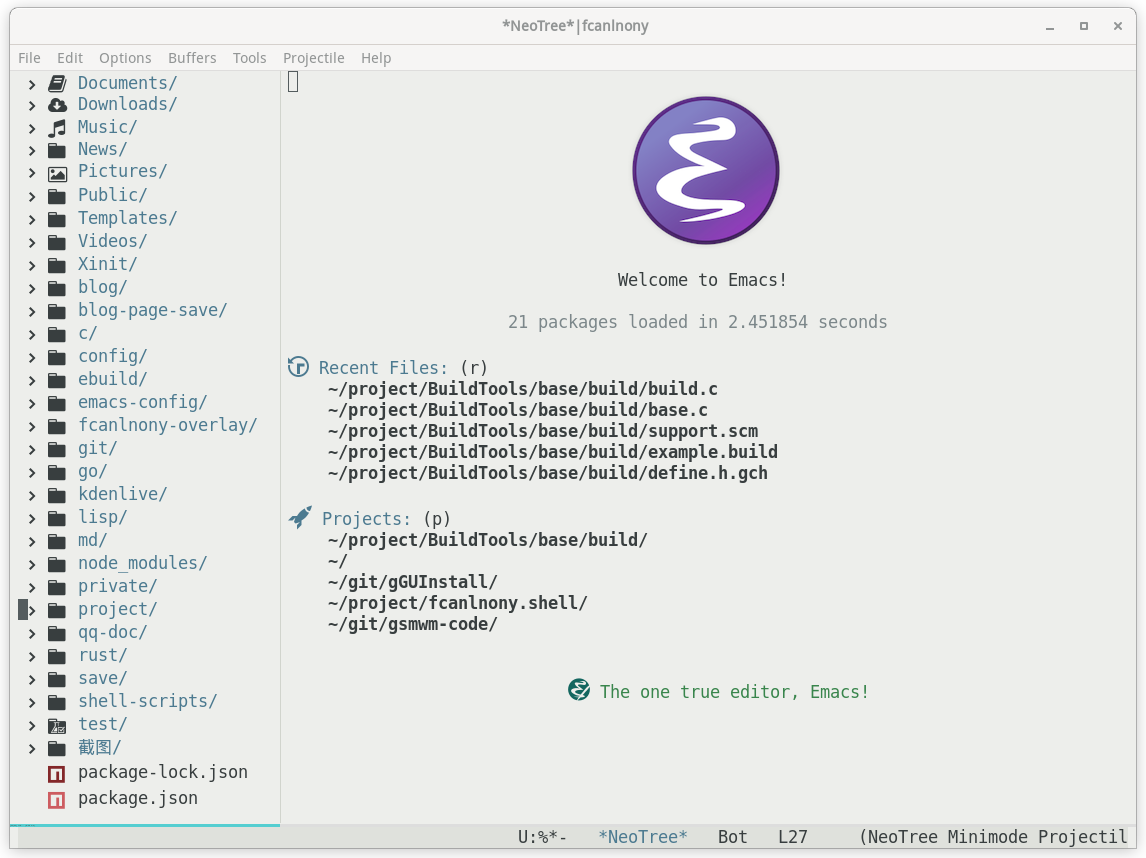 *NeoTree*|fcanlnony
File Edit Options Buffers Tools Projectile Help
Documents/
Downloads/
Music/
News/
Pictures/
Public/
Templates/
Videos/
Xinit/
blog/
blog-page-save/
c/
config/
ebuild/
emacs-config/
fcanlnony-overlay/
git/
go/
kdenlive/
lisp/
md/
node_modules/
private/
project/
qq-doc/
rust/
save/
shell-scripts/
test/
截图/
package-lock.json
package.json
Welcome to Emacs!
21 packages loaded in 2.451854 seconds
Recent Files: (r)
~/project/BuildTools/base/build/build.c
~/project/BuildTools/base/build/base.c
~/project/BuildTools/base/build/support.scm
~/project/BuildTools/base/build/example.build
~/project/BuildTools/base/build/define.h.gch
Projects: (p)
~/project/BuildTools/base/build/
~/
~/git/gGUInstall/
~/project/fcanlnony.shell/
~/git/gsmwm-code/
The one true editor, Emacs!
U:%*- *NeoTree* Bot L27 (NeoTree Minimode Projectil